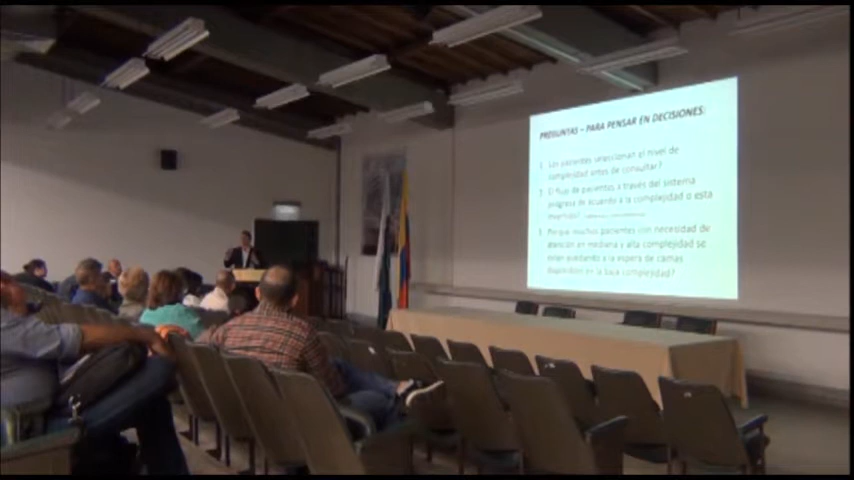 PREGUNTAS – PARA PENSAR EN DECISIONES:
1. Los pacientes seleccionan el nivel de
complejidad antes de consultar?
2. El flujo de pacientes a través del sistema
progresa de acuerdo a la complejidad o esta
invertido?
3. Porque muchos pacientes con necesidad de
atención en mediana y alta complejidad se
están quedando a la espera de camas
disponibles en la baja complejidad?